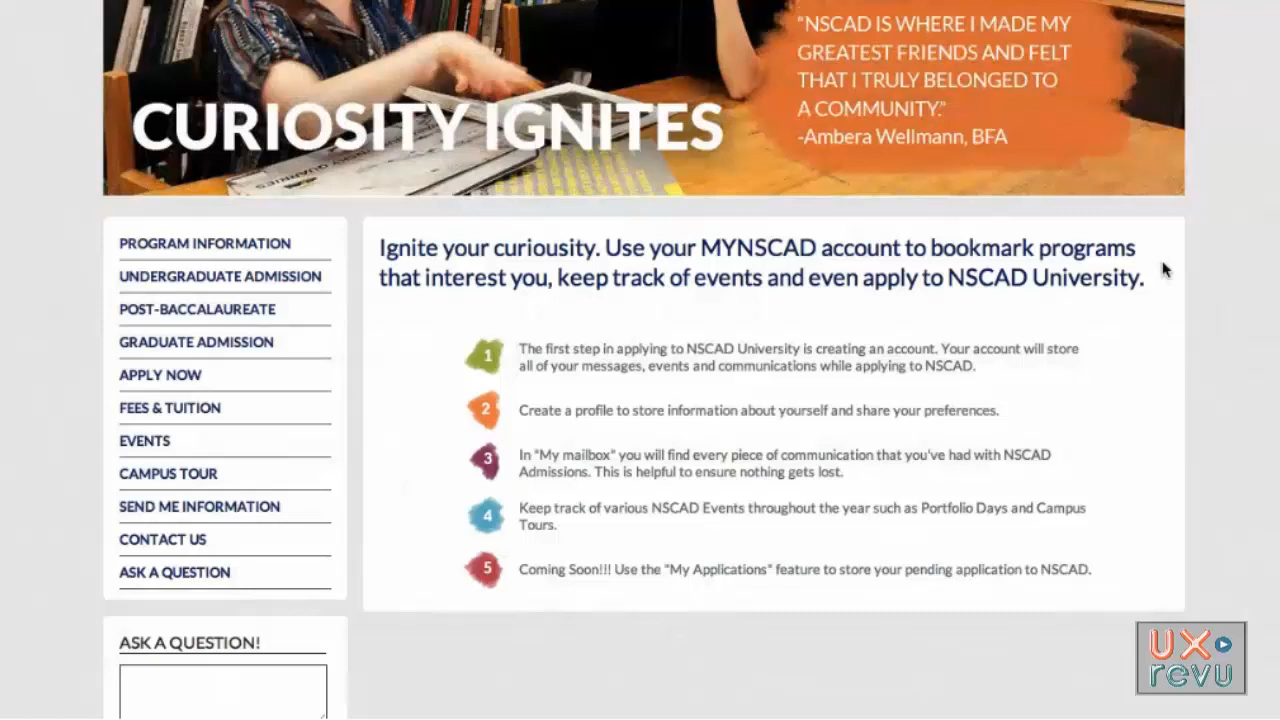 "NSCAD IS WHERE I MADE MY
GREATEST FRIENDS AND FELT
THAT I TRULY BELONGED TO
A COMMUNITY."
-Ambera Wellmann, BFA
CURIOSITY IGNITES
PROGRAM INFORMATION
UNDERGRADUATE ADMISSION
POST-BACCALAUREATE
GRADUATE ADMISSION
APPLY NOW
FEES & TUITION
EVENTS
CAMPUS TOUR
SEND ME INFORMATION
CONTACT US
ASK A QUESTION
ASK A QUESTION!
Ignite your curiousity. Use your MYNSCAD account to bookmark programs
that interest you, keep track of events and even apply to NSCAD University.
1 The first step in applying to NSCAD University is creating an account. Your account will store
all of your messages, events and communications while applying to NSCAD.
2 Create a profile to store information about yourself and share your preferences.
3 In "My mailbox" you will find every piece of communication that you've had with NSCAD
Admissions. This is helpful to ensure nothing gets lost.
4 Keep track of various NSCAD Events throughout the year such as Portfolio Days and Campus
Tours.
5 Coming Soon!!! Use the "My Applications" feature to store your pending application to NSCAD.
UX
revu